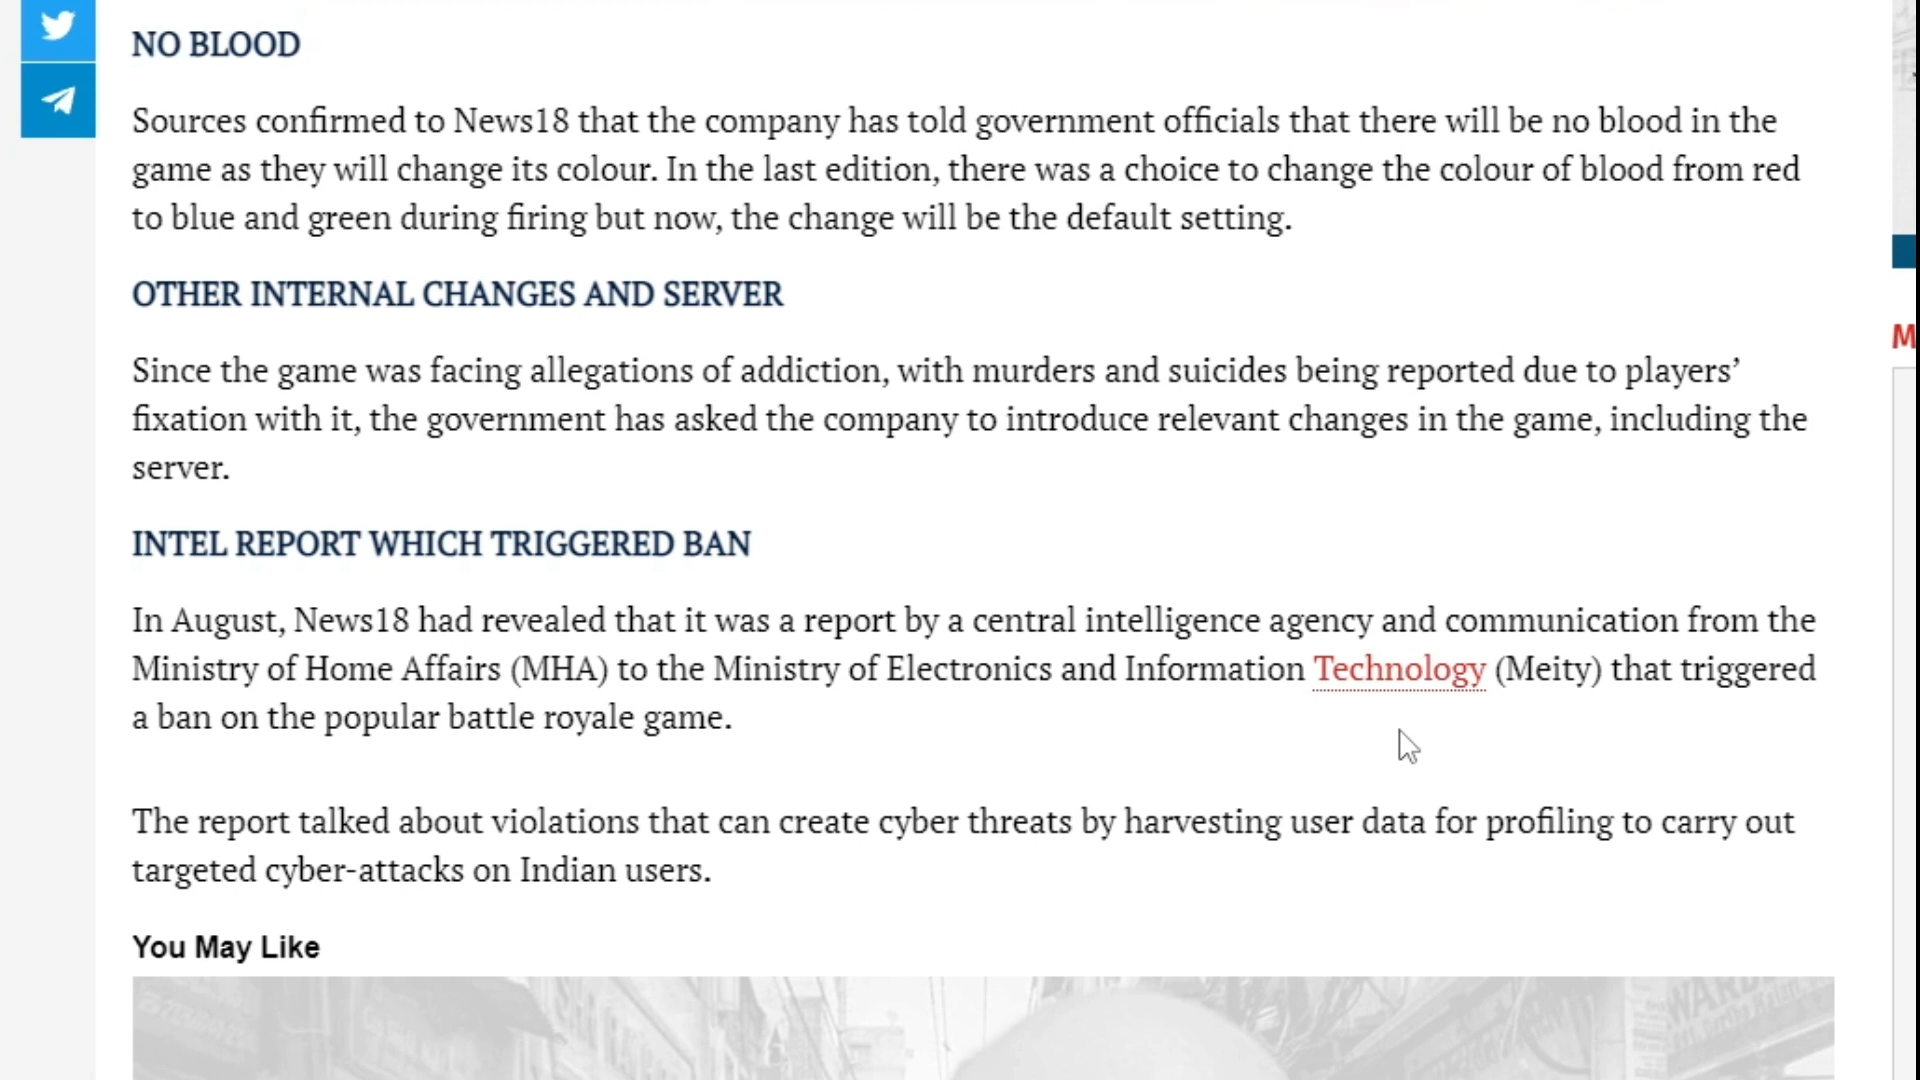 NO BLOOD
Sources confirmed to News18 that the company has told government officials that there will be no blood in the
game as they will change its colour. In the last edition, there was a choice to change the colour of blood from red
to blue and green during firing but now, the change will be the default setting.
OTHER INTERNAL CHANGES AND SERVER
Since the game was facing allegations of addiction, with murders and suicides being reported due to players’
fixation with it, the government has asked the company to introduce relevant changes in the game, including the
server.
INTEL REPORT WHICH TRIGGERED BAN
In August, News18 had revealed that it was a report by a central intelligence agency and communication from the
Ministry of Home Affairs (MHA) to the Ministry of Electronics and Information Technology (Meity) that triggered
a ban on the popular battle royale game.
The report talked about violations that can create cyber threats by harvesting user data for profiling to carry out
targeted cyber-attacks on Indian users.
You May Like
M